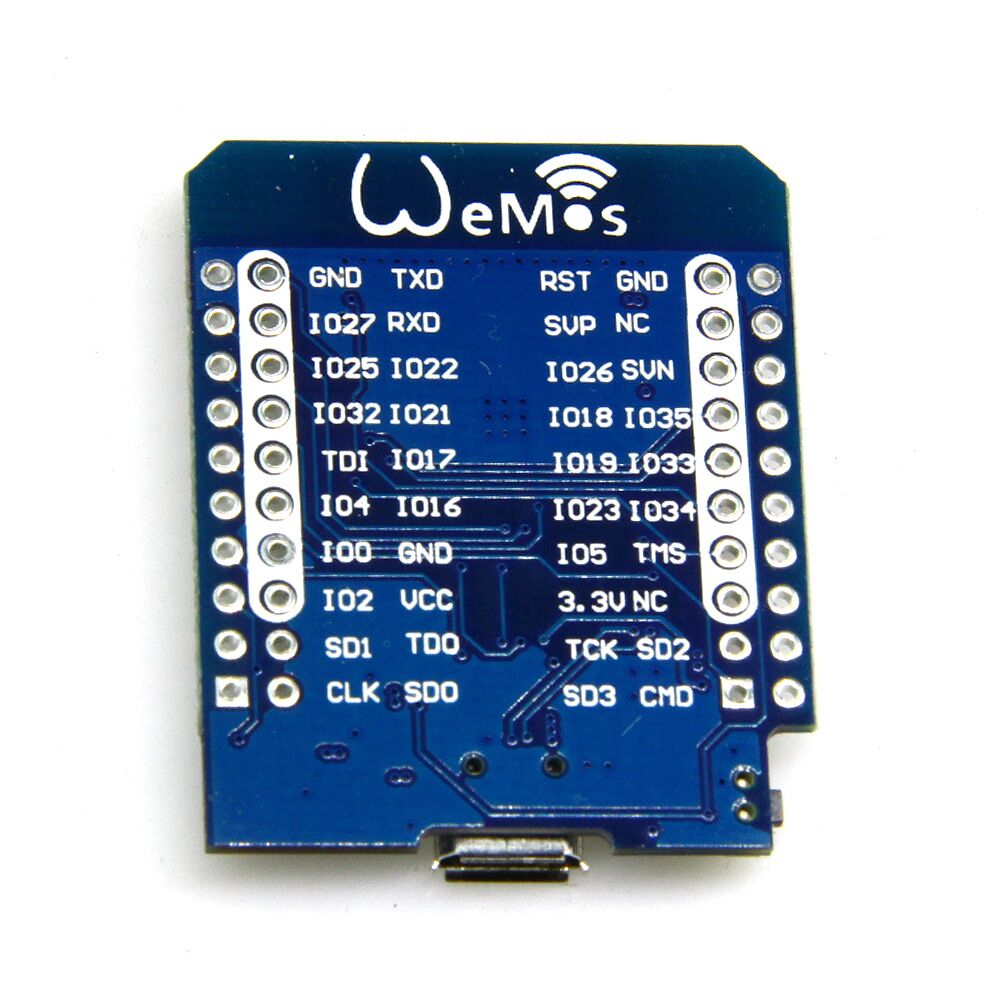 WeMos
GND TXD RST GND
IO27 RXD SVP NC
IO25 IO22 IO26 SVN
IO32 IO21 IO18 IO35
TDI IO17 IO19 IO33
IO4 IO16 IO23 IO34
IO0 GND IO5 TMS
IO2 VCC 3.3V NC
SD1 TDO TCK SD2
CLK SD0 SD3 CMD